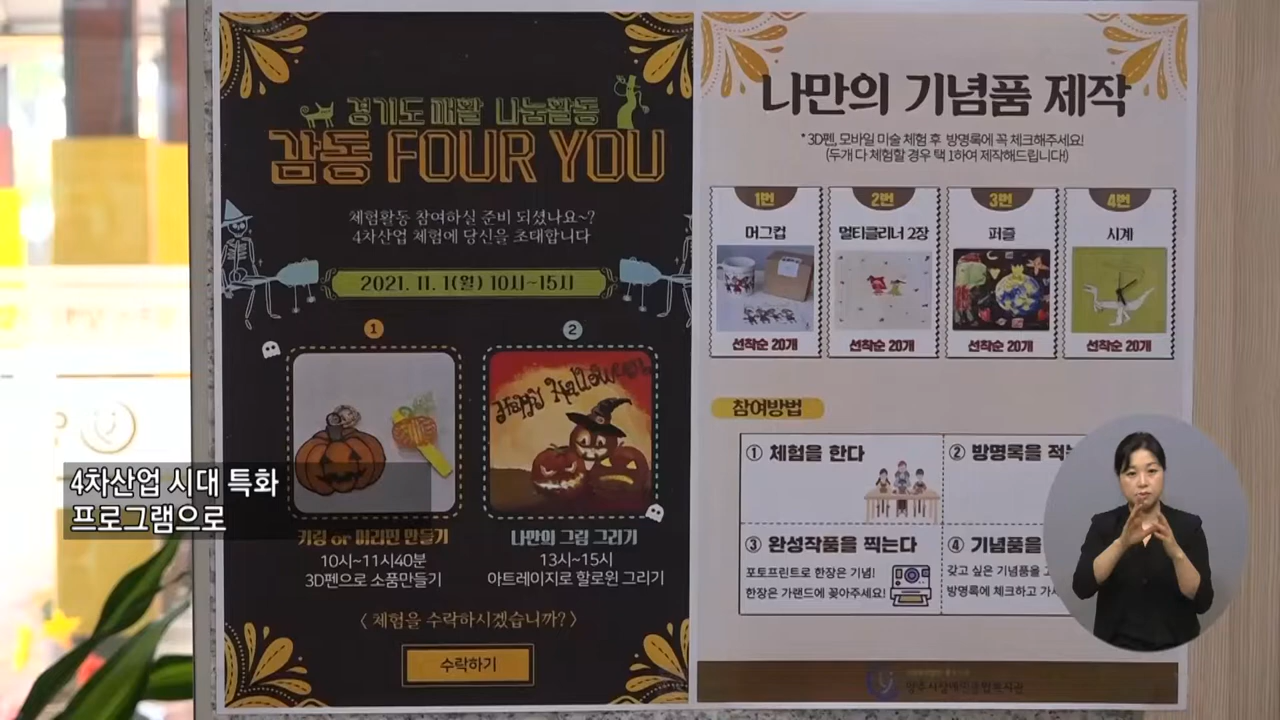 경기도 재활 나눔활동
감동 FOUR YOU
체험활동 참여하실 준비 되셨나요~?
4차산업 체험에 당신을 초대합니다
2021. 11. 1(월) 10시~15시
1
2
Happy Halloween
키링 or 머리핀 만들기
10시~11시40분
3D펜으로 소품만들기
나만의 그림 그리기
13시~15시
아트레이지로 할로윈 그리기
< 체험을 수락하시겠습니까? >
수락하기
나만의 기념품 제작
* 3D펜, 모바일 미술 체험 후 방명록에 꼭 체크해주세요!
(두개 다 체험할 경우 택 1하여 제작해드립니다!)
1번
머그컵
선착순 20개
2번
멀티클리너 2장
선착순 20개
3번
퍼즐
선착순 20개
4번
시계
선착순 20개
참여방법
① 체험을 한다
② 방명록을
③ 완성작품을 찍는다
포토프린트로 한장은 기념!
한장은 가랜드에 꽂아주세요!
④ 기념품을
갖고 싶은 기념품을
방명록에 체크하고
양주시장애인종합복지관
4차산업 시대 특화
프로그램으로